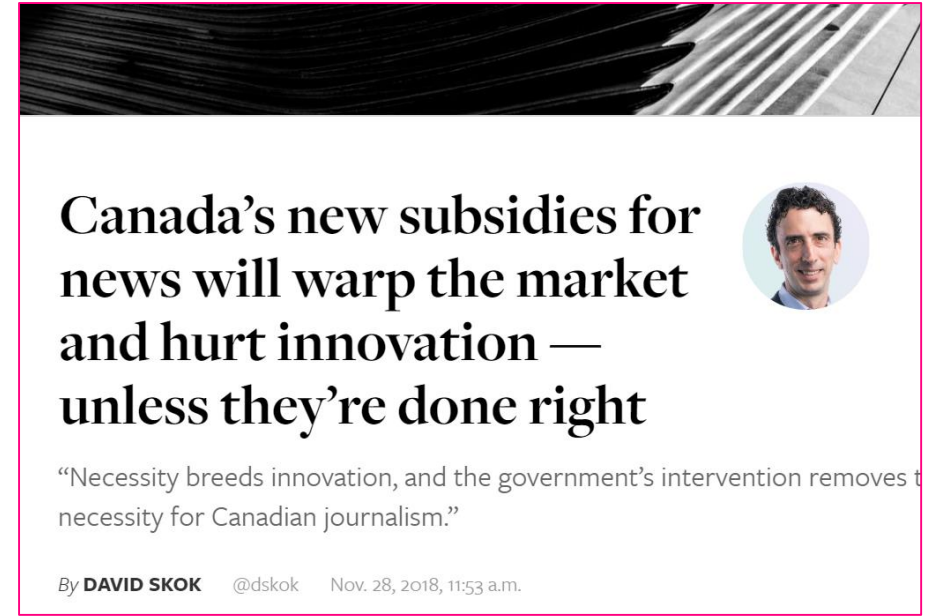 Canada’s new subsidies for
news will warp the market
and hurt innovation —
unless they’re done right
“Necessity breeds innovation, and the government’s intervention removes
necessity for Canadian journalism.”
By DAVID SKOK @dskok Nov. 28, 2018, 11:53 a.m.